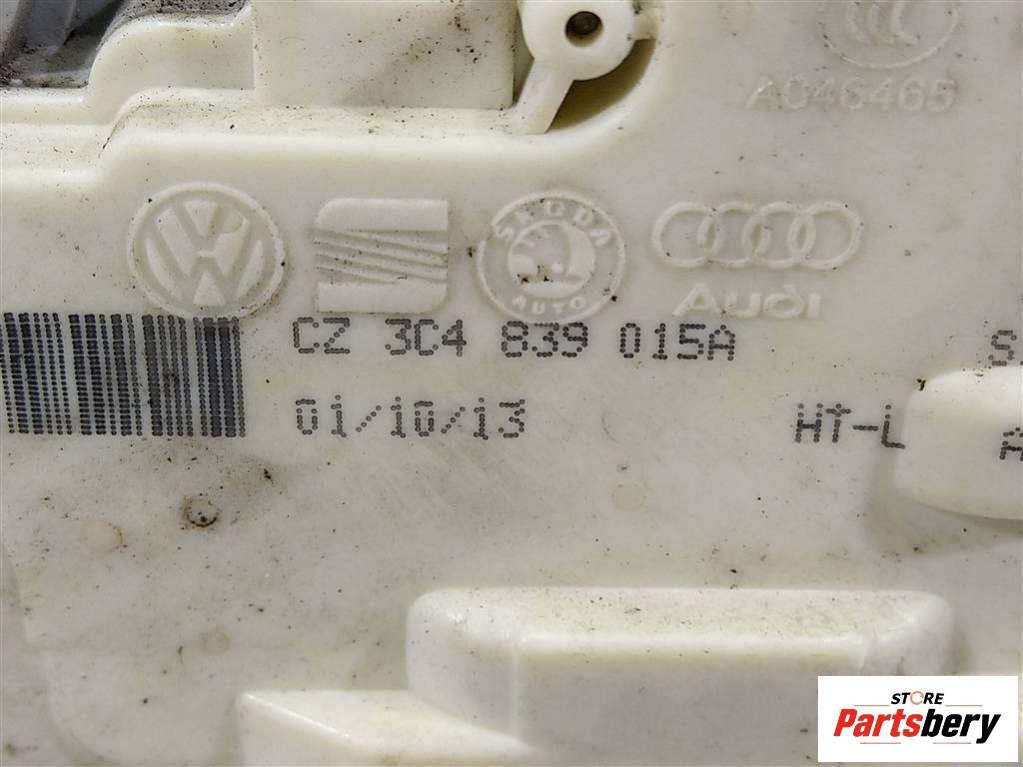 A046465
SKODA
AUTO
Audi
CZ 3C4 839 015A
01/10/13
HT-L
STORE
Partsbery